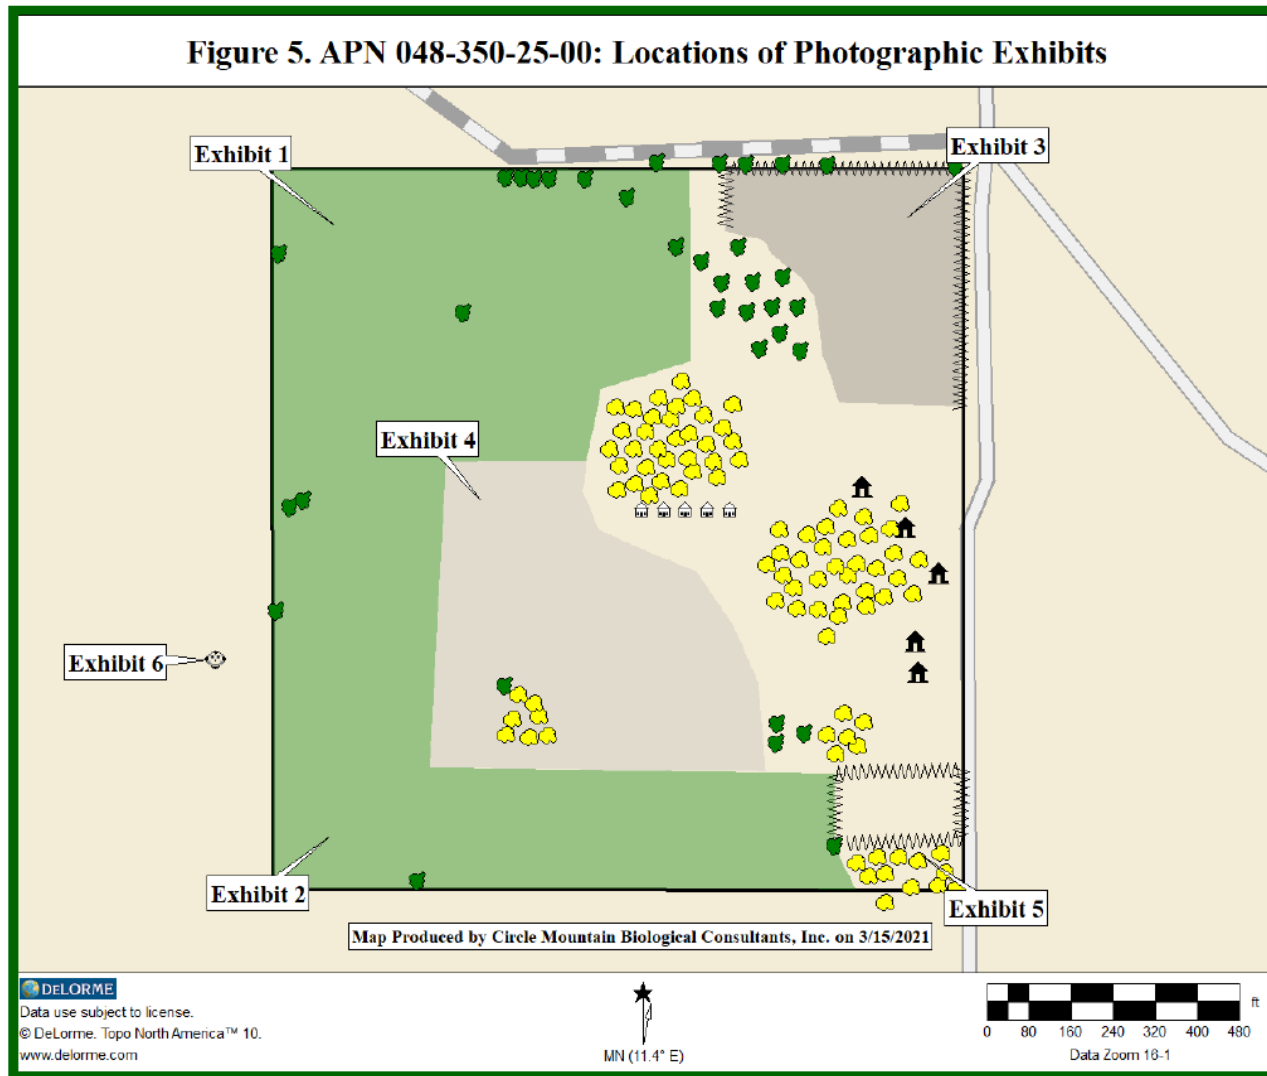 Figure 5. APN 048-350-25-00: Locations of Photographic Exhibits
Exhibit 1
Exhibit 3
Exhibit 4
Exhibit 6
Exhibit 2
Exhibit 5
Map Produced by Circle Mountain Biological Consultants, Inc. on 3/15/2021
DELORME
Data use subject to license.
© DeLorme. Topo North America™ 10.
www.delorme.com
MN (11.4° E)
ft
0 80 160 240 320 400 480
Data Zoom 16-1